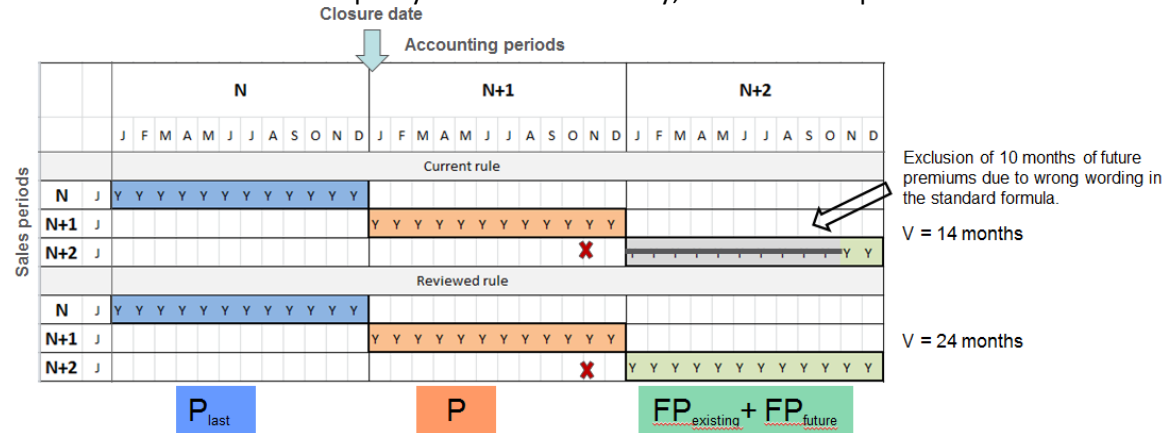 Closure date
Accounting periods
N N+1 N+2
J F M A M J J A S O N D J F M A M J J A S O N D J F M A M J J A S O N D
Current rule
Sales periods
N J Y Y Y Y Y Y Y Y Y Y Y Y
N+1 J Y Y Y Y Y Y Y Y Y Y Y Y
N+2 J Y Y
Exclusion of 10 months of future
premiums due to wrong wording in
the standard formula.
V = 14 months
Reviewed rule
N J Y Y Y Y Y Y Y Y Y Y Y Y
N+1 J Y Y Y Y Y Y Y Y Y Y Y Y
N+2 J Y Y Y Y Y Y Y Y Y Y Y Y
V = 24 months
Plast P FPexisting + FPfuture